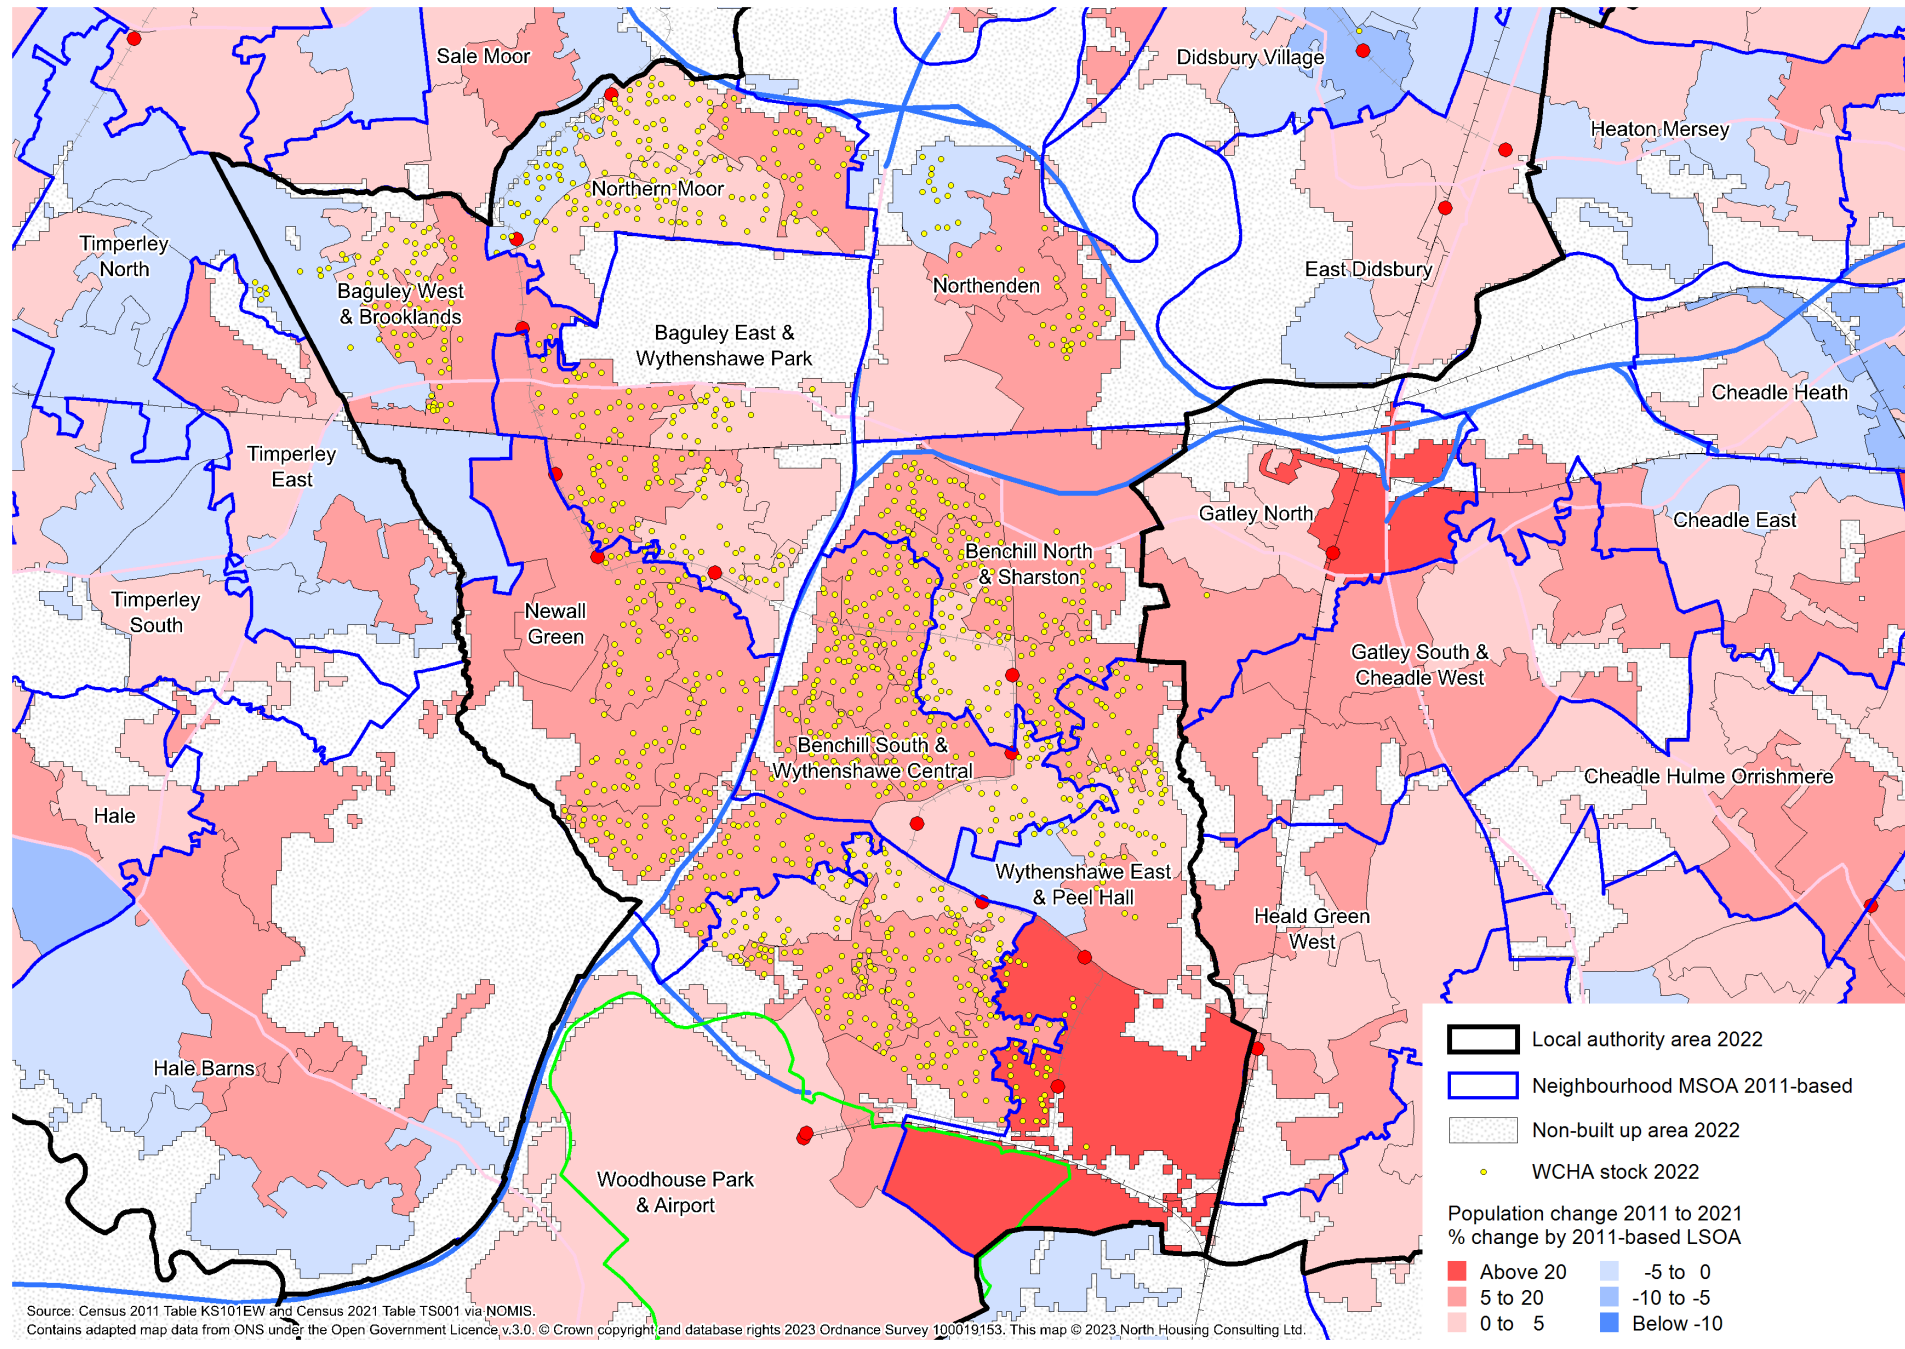 Sale Moor
Didsbury Village
Heaton Mersey
Northern Moor
Timperley
North
Baguley West
& Brooklands
Northenden
East Didsbury
Baguley East &
Wythenshawe Park
Cheadle Heath
Timperley
East
Gatley North
Cheadle East
Benchill North
& Sharston
Timperley
South
Newall
Green
Gatley South &
Cheadle West
Benchill South &
Wythenshawe Central
Cheadle Hulme Orrishmere
Hale
Wythenshawe East
& Peel Hall
Heald Green
West
Hale Barns
Woodhouse Park
& Airport
Local authority area 2022
Neighbourhood MSOA 2011-based
Non-built up area 2022
WCHA stock 2022
Population change 2011 to 2021
% change by 2011-based LSOA
Above 20
-5 to 0
5 to 20
-10 to -5
0 to 5
Below -10
Source: Census 2011 Table KS101EW and Census 2021 Table TS001 via NOMIS.
Contains adapted map data from ONS under the Open Government Licence v.3.0. © Crown copyright and database rights 2023 Ordnance Survey 100019153. This map © 2023 North Housing Consulting Ltd.